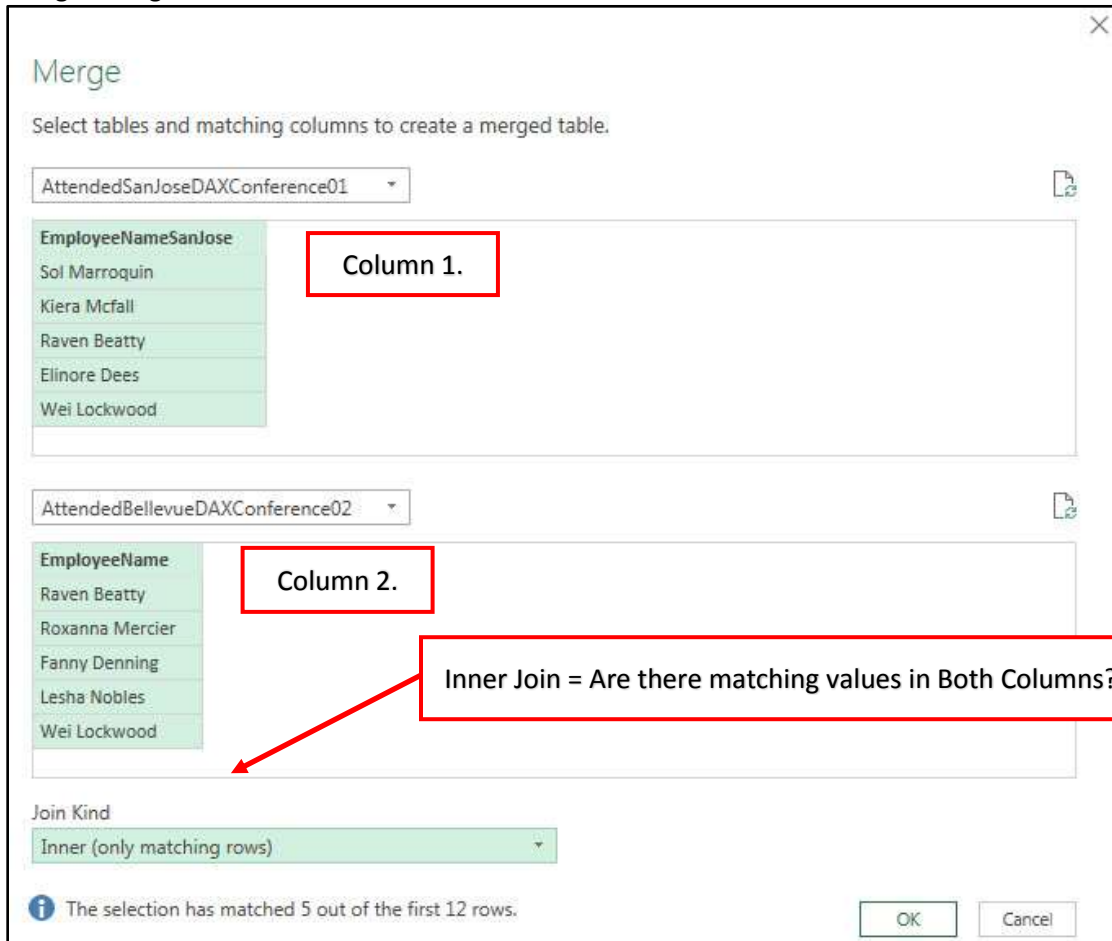 Merge
Select tables and matching columns to create a merged table.
AttendedSanJoseDAXConference01
EmployeeNameSanJose
Column 1.
Sol Marroquin
Kiera Mcfall
Raven Beatty
Elinore Dees
Wei Lockwood
AttendedBellevueDAXConference02
EmployeeName
Column 2.
Raven Beatty
Roxanna Mercier
Fanny Denning
Lesha Nobles
Wei Lockwood
Inner Join = Are there matching values in Both Columns?
Join Kind
Inner (only matching rows)
The selection has matched 5 out of the first 12 rows.
OK Cancel